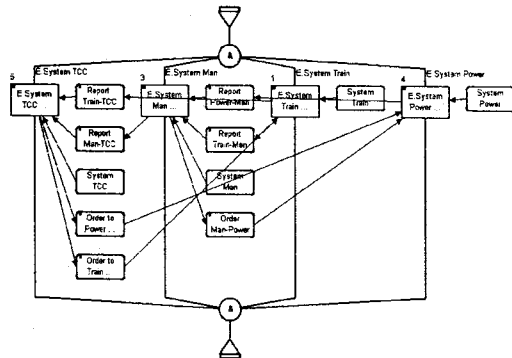 &
E.System TCC
E.System Man
E.System Train
E.System Power
5
3
1
4
E.System
TCC ...
Report
Train-TCC
E.System
Man ...
Report
Power-Man
E.System
Train ...
System
Train
E.System
Power ...
System
Power
Report
Man-TCC
Report
Train-Man
System
TCC
System
Man
Order to
Power ...
Order
Man-Power
Order to
Train ...
&